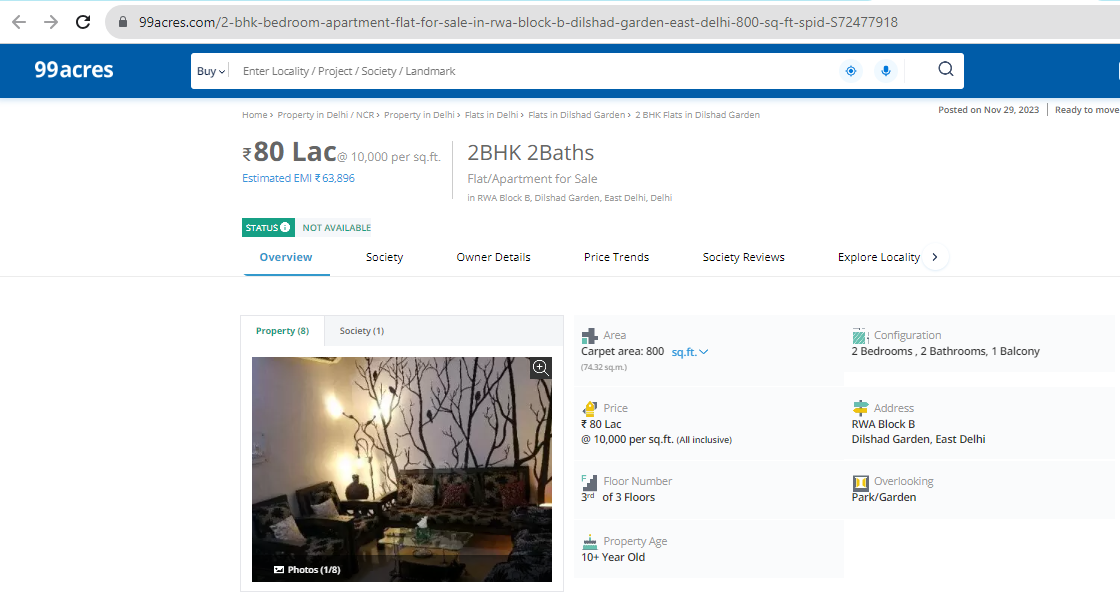 99acres.com/2-bhk-bedroom-apartment-flat-for-sale-in-rwa-block-b-dilshad-garden-east-delhi-800-sq-ft-spid-S72477918
99acres
Buy
Enter Locality / Project / Society / Landmark
Home › Property in Delhi / NCR › Property in Delhi › Flats in Delhi › Flats in Dilshad Garden › 2 BHK Flats in Dilshad Garden
Posted on Nov 29, 2023 | Ready to move
₹80 Lac @ 10,000 per sq.ft.
Estimated EMI ₹63,896
2BHK 2Baths
Flat/Apartment for Sale
in RWA Block B, Dilshad Garden, East Delhi, Delhi
STATUS NOT AVAILABLE
Overview Society Owner Details Price Trends Society Reviews Explore Locality
Property (8) Society (1)
Photos (1/8)
Area
Carpet area: 800 sq.ft.
(74.32 sq.m.)
Configuration
2 Bedrooms , 2 Bathrooms, 1 Balcony
Price
₹ 80 Lac
@ 10,000 per sq.ft. (All inclusive)
Address
RWA Block B
Dilshad Garden, East Delhi
Floor Number
3rd of 3 Floors
Overlooking
Park/Garden
Property Age
10+ Year Old